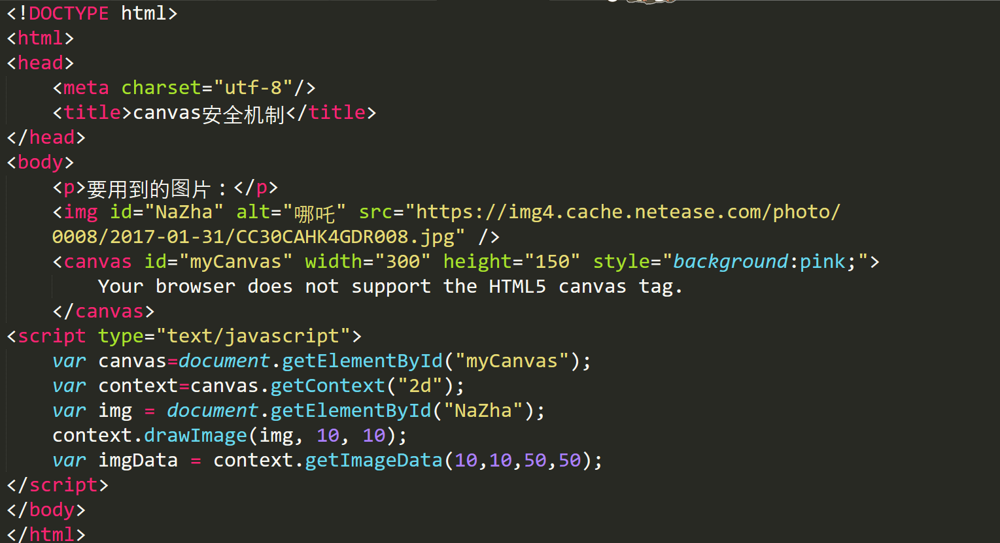 <!DOCTYPE html>
<html>
<head>
    <meta charset="utf-8"/>
    <title>canvas安全机制</title>
</head>
<body>
    <p>要用到的图片：</p>
    <img id="NaZha" alt="哪吒" src="https://img4.cache.netease.com/photo/
    0008/2017-01-31/CC30CAHK4GDR008.jpg" />
    <canvas id="myCanvas" width="300" height="150" style="background:pink;">
        Your browser does not support the HTML5 canvas tag.
    </canvas>
<script type="text/javascript">
    var canvas=document.getElementById("myCanvas");
    var context=canvas.getContext("2d");
    var img = document.getElementById("NaZha");
    context.drawImage(img, 10, 10);
    var imgData = context.getImageData(10,10,50,50);
</script>
</body>
</html>